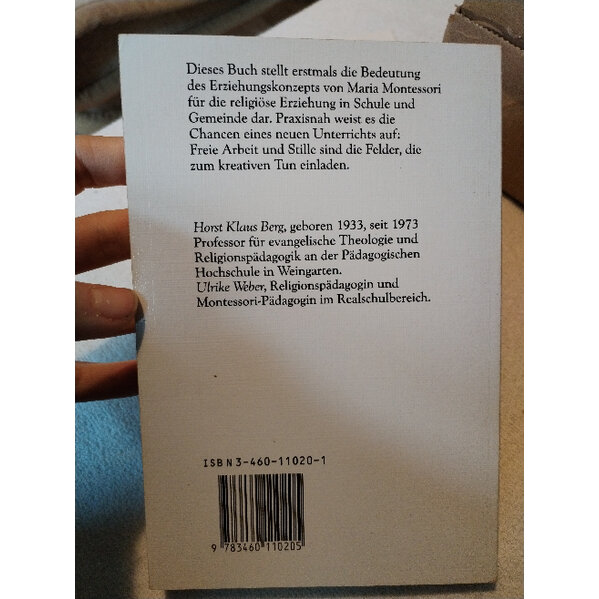 Dieses Buch stellt erstmals die Bedeutung
des Erziehungskonzepts von Maria Montessori
für die religiöse Erziehung in Schule und
Gemeinde dar. Praxisnah weist es die
Chancen eines neuen Unterrichts auf:
Freie Arbeit und Stille sind die Felder, die
zum kreativen Tun einladen.
Horst Klaus Berg, geboren 1933, seit 1973
Professor für evangelische Theologie und
Religionspädagogik an der Pädagogischen
Hochschule in Weingarten.
Ulrike Weber, Religionspädagogin und
Montessori-Pädagogin im Realschulbereich.
ISBN 3-460-11020-1
9 783460 110205